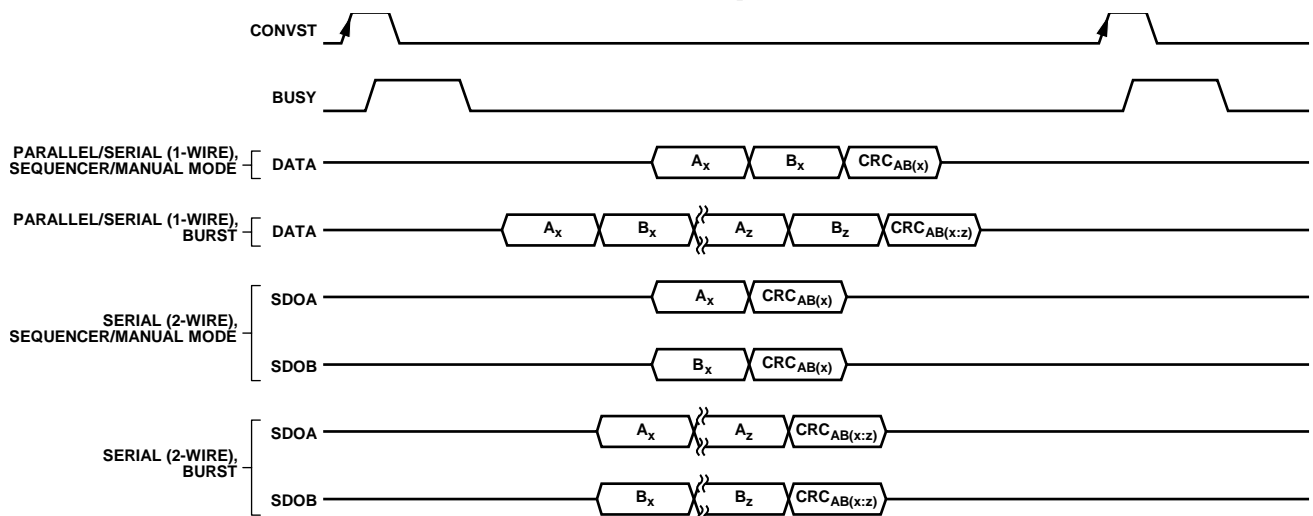 CONVST
BUSY
PARALLEL/SERIAL (1-WIRE),
SEQUENCER/MANUAL MODE
DATA
Ax
Bx
CRCAB(x)
PARALLEL/SERIAL (1-WIRE),
BURST
DATA
Ax
Bx
Az
Bz
CRCAB(x:z)
SERIAL (2-WIRE),
SEQUENCER/MANUAL MODE
SDOA
Ax
CRCAB(x)
SDOB
Bx
CRCAB(x)
SERIAL (2-WIRE),
BURST
SDOA
Ax
Az
CRCAB(x:z)
SDOB
Bx
Bz
CRCAB(x:z)